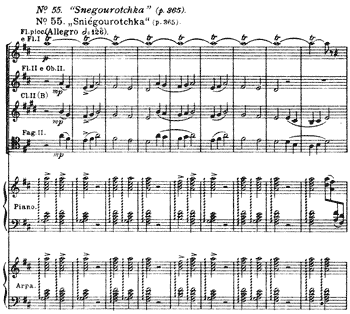 Nº 55. "Snegourotchka" (p. 365).
Nº 55. „Sniégourotchka“ (p. 365).
Fl.picc.(Allegro 𝅗𝅥.=126).
e Fl.I
tr tr tr tr tr tr tr tr tr
p
Fl.II e Ob.II.
mp
Cl.II (B)
mp
Fag.II.
mp
Piano.
Arpa.